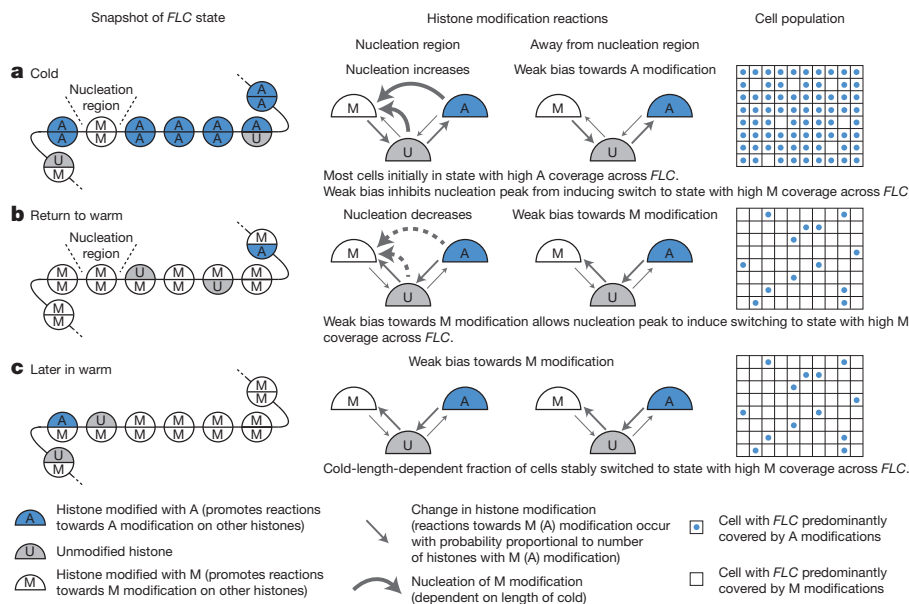 Snapshot of FLC state
Histone modification reactions
Cell population
Nucleation region
Away from nucleation region
a Cold
Nucleation
region
A
A
M
M
A
A
A
A
A
A
A
U
A
A
U
M
Nucleation increases
Weak bias towards A modification
M
A
U
M
A
U
Most cells initially in state with high A coverage across FLC.
Weak bias inhibits nucleation peak from inducing switch to state with high M coverage across FLC
b Return to warm
Nucleation
region
M
M
M
M
U
M
M
M
M
U
M
M
M
A
M
M
Nucleation decreases
Weak bias towards M modification
M
A
U
M
A
U
Weak bias towards M modification allows nucleation peak to induce switching to state with high M
coverage across FLC.
c Later in warm
A
M
U
M
M
M
M
M
M
M
M
M
M
M
U
M
Weak bias towards M modification
M
A
U
M
A
U
Cold-length-dependent fraction of cells stably switched to state with high M coverage across FLC.
A
Histone modified with A (promotes reactions
towards A modification on other histones)
U
Unmodified histone
M
Histone modified with M (promotes reactions
towards M modification on other histones)
Change in histone modification
(reactions towards M (A) modification occur
with probability proportional to number
of histones with M (A) modification)
Nucleation of M modification
(dependent on length of cold)
Cell with FLC predominantly
covered by A modifications
Cell with FLC predominantly
covered by M modifications